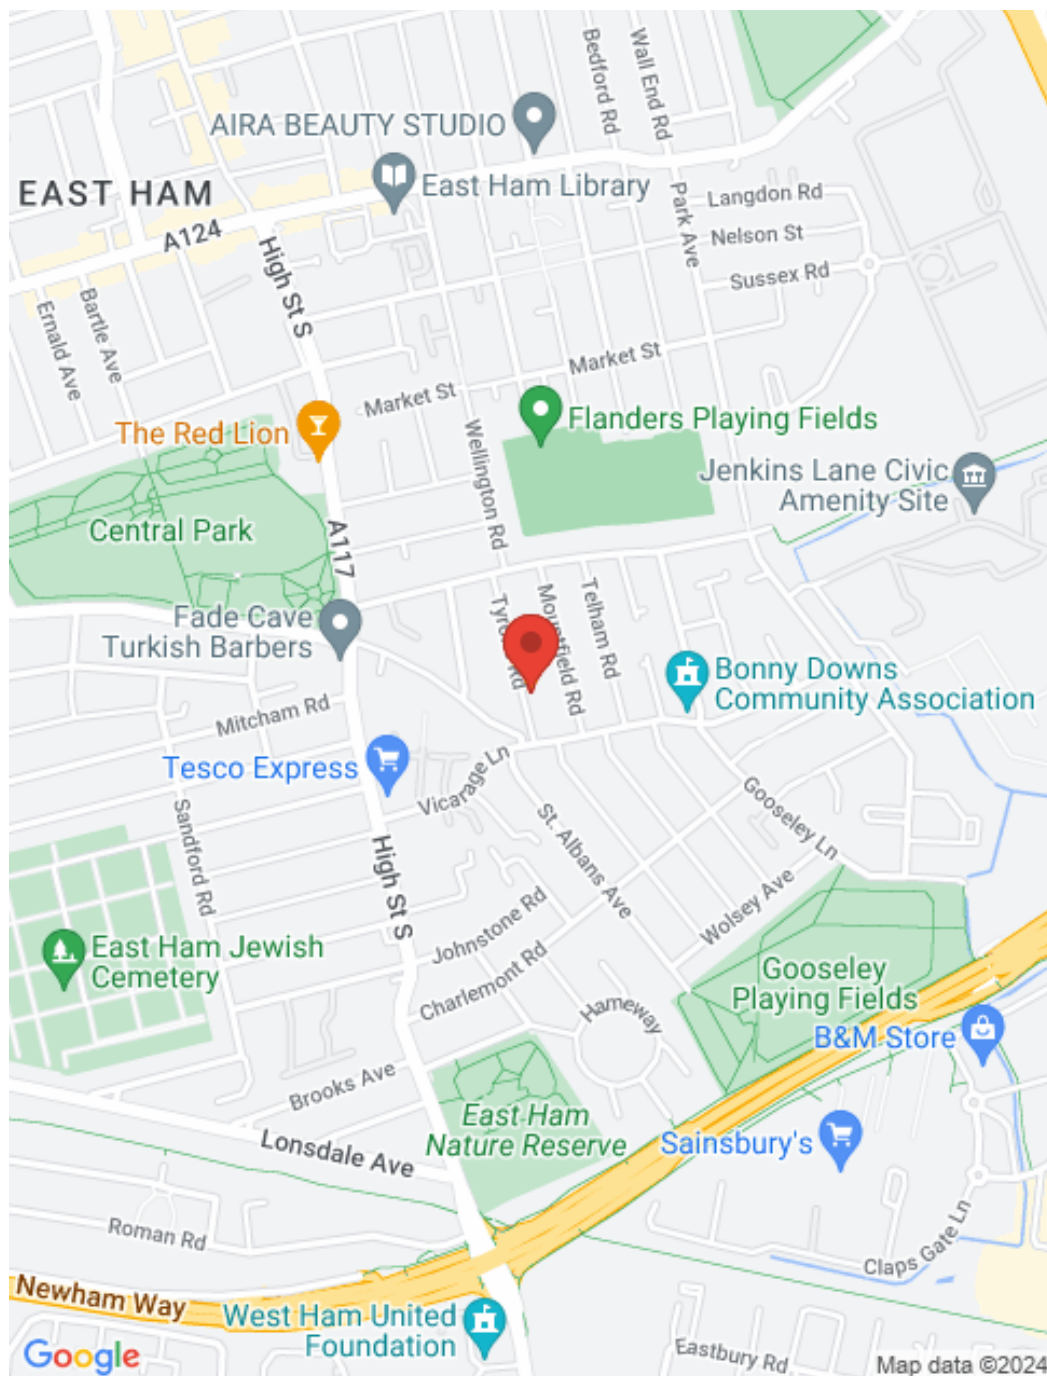 Bedford Rd
Wall End Rd
AIRA BEAUTY STUDIO
East Ham Library
EAST HAM
A124
High St S
Park Ave
Langdon Rd
Nelson St
Sussex Rd
Ernald Ave
Bartle Ave
Market St
Market St
The Red Lion
Flanders Playing Fields
Wellington Rd
Jenkins Lane Civic
Amenity Site
Central Park
A117
Fade Cave
Turkish Barbers
Mountfield Rd
Telham Rd
Rd
Bonny Downs
Community Association
Mitcham Rd
Tesco Express
Vicarage Ln
Sandford Rd
St. Albans Ave
Gooseley Ln
High St S
Wolsey Ave
Johnstone Rd
Charlemont Rd
East Ham Jewish
Cemetery
Gooseley
Playing Fields
Hameway
B&M Store
Brooks Ave
East Ham
Nature Reserve
Sainsbury's
Lonsdale Ave
Roman Rd
Claps Gate Ln
Newham Way
West Ham United
Foundation
Eastbury Rd
Google
Map data ©2024